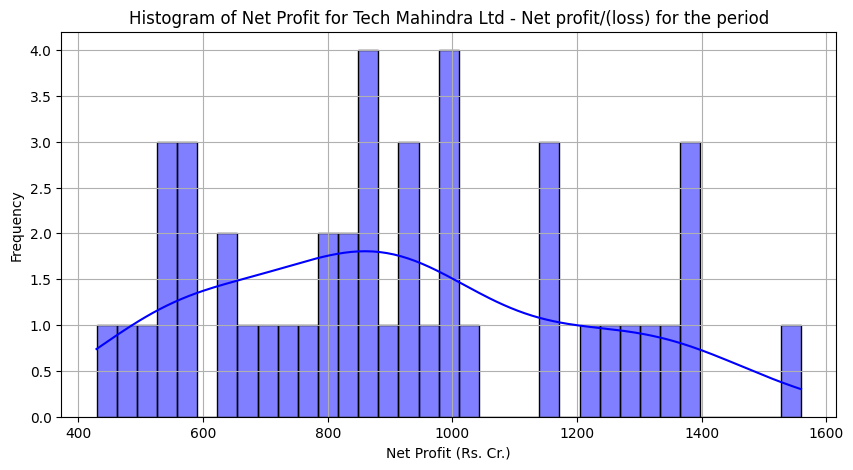 Histogram of Net Profit for Tech Mahindra Ltd - Net profit/(loss) for the period
4.0
3.5
3.0
2.5
2.0
1.5
1.0
0.5
0.0
Frequency
400 600 800 1000 1200 1400 1600
Net Profit (Rs. Cr.)